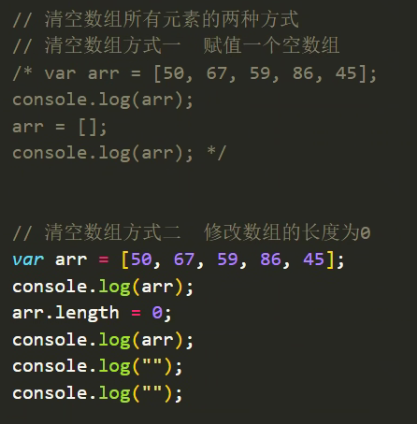 // 清空数组所有元素的两种方式
// 清空数组方式一  赋值一个空数组
/* var arr = [50, 67, 59, 86, 45];
console.log(arr);
arr = [];
console.log(arr); */
// 清空数组方式二  修改数组的长度为0
var arr = [50, 67, 59, 86, 45];
console.log(arr);
arr.length = 0;
console.log(arr);
console.log("");
console.log("");